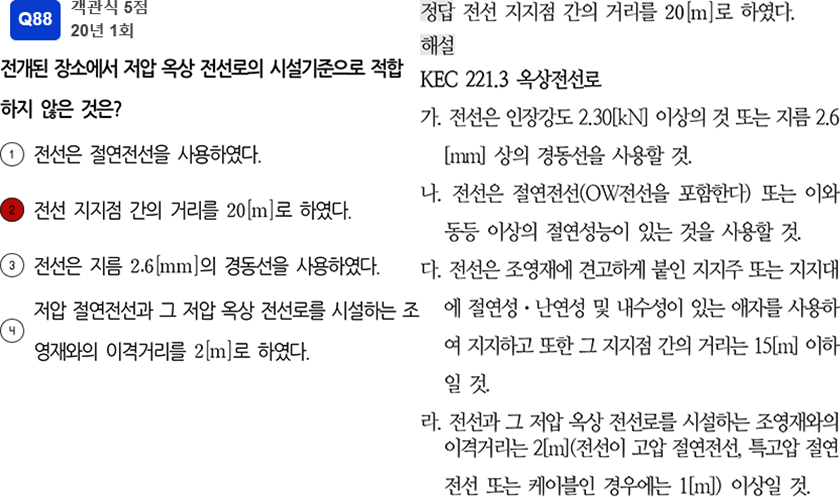 Q88
객관식 5점
20년 1회
전개된 장소에서 저압 옥상 전선로의 시설기준으로 적합
하지 않은 것은?
① 전선은 절연전선을 사용하였다.
② 전선 지지점 간의 거리를 20[m]로 하였다.
③ 전선은 지름 2.6[mm]의 경동선을 사용하였다.
④ 저압 절연전선과 그 저압 옥상 전선로를 시설하는 조
영재와의 이격거리를 2[m]로 하였다.
정답 전선 지지점 간의 거리를 20[m]로 하였다.
해설
KEC 221.3 옥상전선로
가. 전선은 인장강도 2.30[kN] 이상의 것 또는 지름 2.6
[mm] 상의 경동선을 사용할 것.
나. 전선은 절연전선(OW전선을 포함한다) 또는 이와
동등 이상의 절연성능이 있는 것을 사용할 것.
다. 전선은 조영재에 견고하게 붙인 지지주 또는 지지대
에 절연성·난연성 및 내수성이 있는 애자를 사용하
여 지지하고 또한 그 지지점 간의 거리는 15[m] 이하
일 것.
라. 전선과 그 저압 옥상 전선로를 시설하는 조영재와의
이격거리는 2[m](전선이 고압 절연전선, 특고압 절연
전선 또는 케이블인 경우에는 1[m]) 이상일 것.